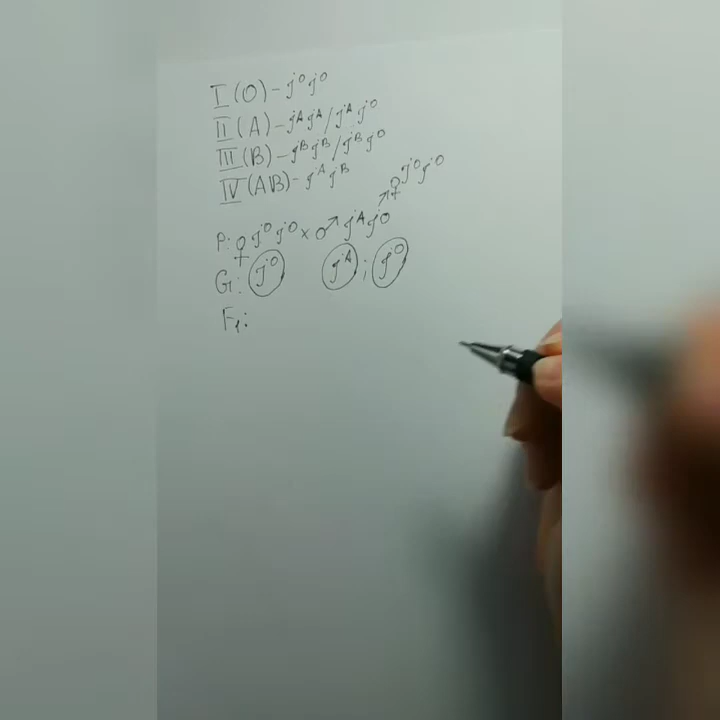 I (O) - j⁰j⁰
II (A) - jᴬjᴬ / jᴬj⁰
III (B) - jᴮjᴮ / jᴮj⁰
IV (AB) - jᴬjᴮ
♀ j⁰j⁰
P: ♀ j⁰j⁰ x ♂ jᴬj⁰ ↗
G: j⁰ jᴬ ; j⁰
F₁: